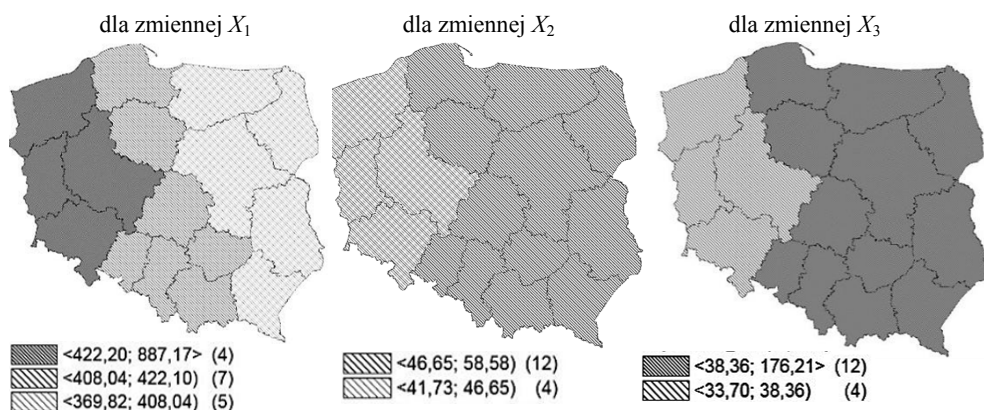 dla zmiennej X₁
dla zmiennej X₂
dla zmiennej X₃
<422,20; 887,17> (4)
<408,04; 422,10) (7)
<369,82; 408,04) (5)
<46,65; 58,58) (12)
<41,73; 46,65) (4)
<38,36; 176,21> (12)
<33,70; 38,36) (4)